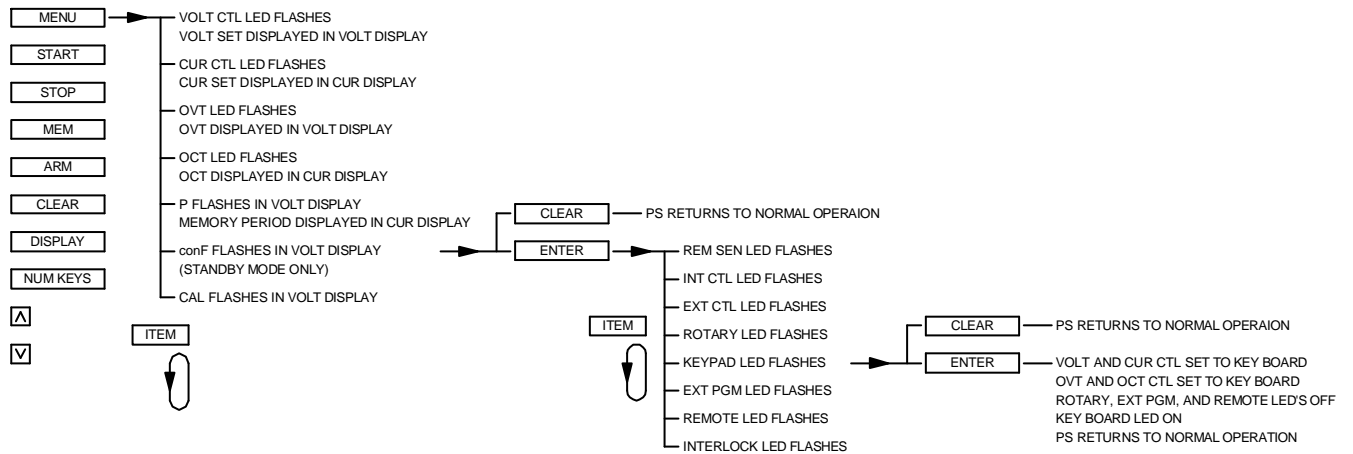 MENU
START
STOP
MEM
ARM
CLEAR
DISPLAY
NUM KEYS
VOLT CTL LED FLASHES
VOLT SET DISPLAYED IN VOLT DISPLAY
CUR CTL LED FLASHES
CUR SET DISPLAYED IN CUR DISPLAY
OVT LED FLASHES
OVT DISPLAYED IN VOLT DISPLAY
OCT LED FLASHES
OCT DISPLAYED IN CUR DISPLAY
P FLASHES IN VOLT DISPLAY
MEMORY PERIOD DISPLAYED IN CUR DISPLAY
conF FLASHES IN VOLT DISPLAY
(STANDBY MODE ONLY)
CAL FLASHES IN VOLT DISPLAY
ITEM
CLEAR
PS RETURNS TO NORMAL OPERAION
ENTER
REM SEN LED FLASHES
INT CTL LED FLASHES
EXT CTL LED FLASHES
ROTARY LED FLASHES
KEYPAD LED FLASHES
EXT PGM LED FLASHES
REMOTE LED FLASHES
INTERLOCK LED FLASHES
ITEM
CLEAR
PS RETURNS TO NORMAL OPERAION
ENTER
VOLT AND CUR CTL SET TO KEY BOARD
OVT AND OCT CTL SET TO KEY BOARD
ROTARY, EXT PGM, AND REMOTE LED'S OFF
KEY BOARD LED ON
PS RETURNS TO NORMAL OPERATION